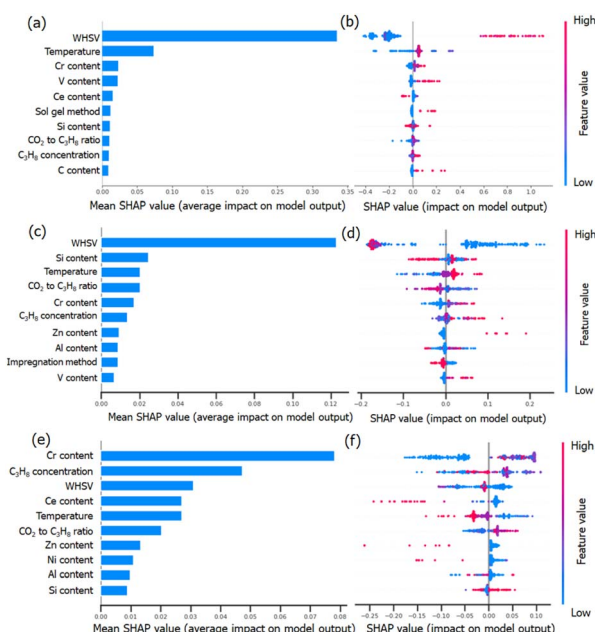 (a)
WHSV
Temperature
Cr content
V content
Ce content
Sol gel method
Si content
CO₂ to C₃H₈ ratio
C₃H₈ concentration
C content
0.00 0.05 0.10 0.15 0.20 0.25 0.30 0.35
Mean SHAP value (average impact on model output)
(b)
High
Feature value
Low
-0.4 -0.2 0.0 0.2 0.4 0.6 0.8 1.0
SHAP value (impact on model output)
(c)
WHSV
Si content
Temperature
CO₂ to C₃H₈ ratio
Cr content
C₃H₈ concentration
Zn content
Al content
Impregnation method
V content
0.00 0.02 0.04 0.06 0.08 0.10 0.12
Mean SHAP value (average impact on model output)
(d)
High
Feature value
Low
-0.2 -0.1 0.0 0.1 0.2
SHAP value (impact on model output)
(e)
Cr content
C₃H₈ concentration
WHSV
Ce content
Temperature
CO₂ to C₃H₈ ratio
Zn content
Ni content
Al content
Si content
0.00 0.01 0.02 0.03 0.04 0.05 0.06 0.07 0.08
Mean SHAP value (average impact on model output)
(f)
High
Feature value
Low
-0.25 -0.20 -0.15 -0.10 -0.05 0.00 0.05 0.10
SHAP value (impact on model output)